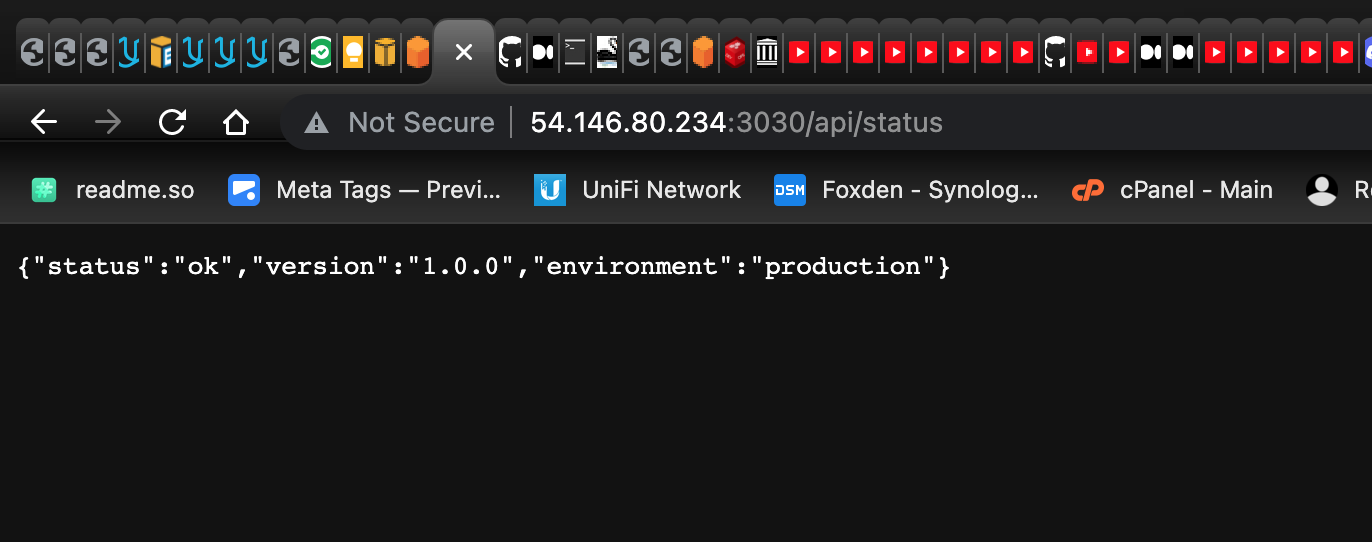 Not Secure 54.146.80.234:3030/api/status
readme.so Meta Tags — Previ... UniFi Network DSM Foxden - Synolog... cP cPanel - Main
{"status":"ok","version":"1.0.0","environment":"production"}